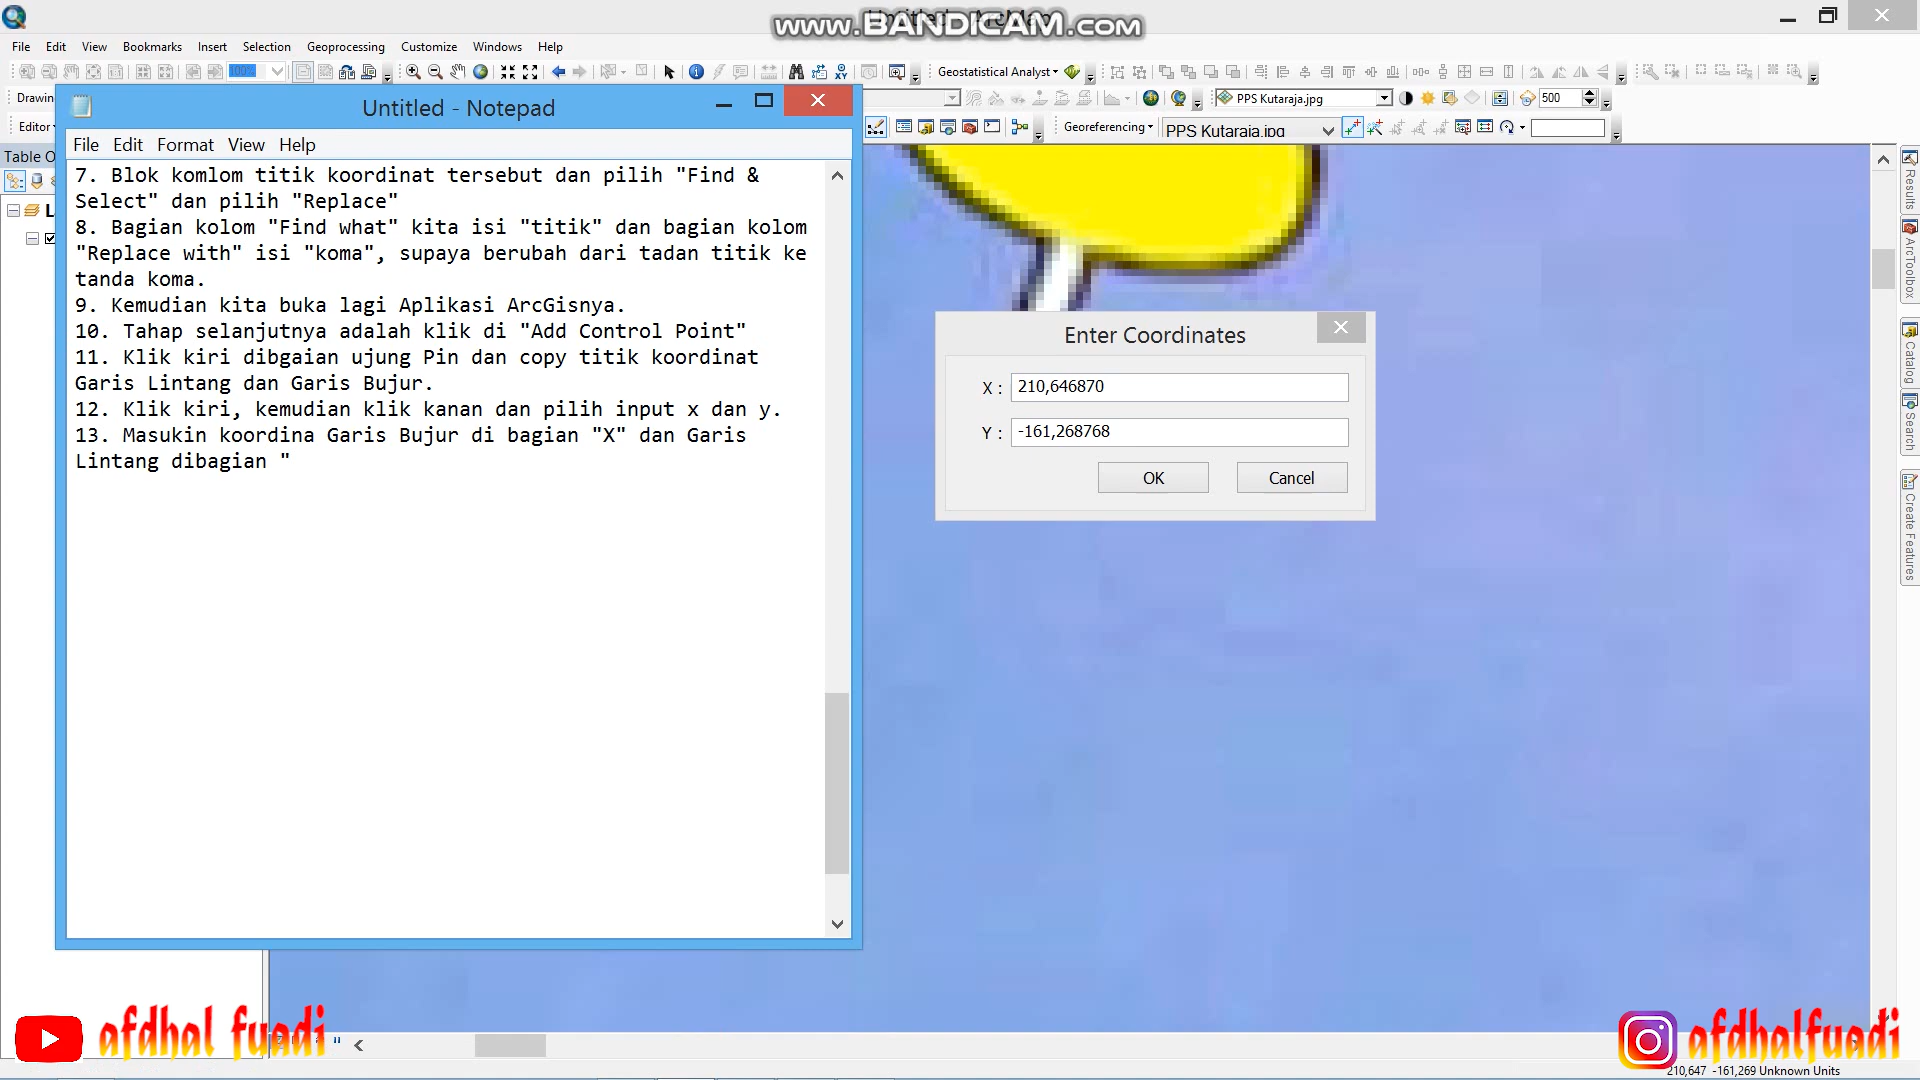 www.BANDICAM.com
File Edit View Bookmarks Insert Selection Geoprocessing Customize Windows Help
100%
Geostatistical Analyst
Drawin
PPS Kutaraja.jpg
500
Editor
Georeferencing
PPS Kutaraja.jpg
Table O
Untitled - Notepad
File Edit Format View Help
7. Blok komlom titik koordinat tersebut dan pilih "Find &
Select" dan pilih "Replace"
8. Bagian kolom "Find what" kita isi "titik" dan bagian kolom
"Replace with" isi "koma", supaya berubah dari tadan titik ke
tanda koma.
9. Kemudian kita buka lagi Aplikasi ArcGisnya.
10. Tahap selanjutnya adalah klik di "Add Control Point"
11. Klik kiri dibgaian ujung Pin dan copy titik koordinat
Garis Lintang dan Garis Bujur.
12. Klik kiri, kemudian klik kanan dan pilih input x dan y.
13. Masukin koordina Garis Bujur di bagian "X" dan Garis
Lintang dibagian "
Enter Coordinates
X : 210,646870
Y : -161,268768
OK Cancel
Results
ArcToolbox
Catalog
Search
Create Features
afdhal fuadi
afdhalfuadi
210,647 -161,269 Unknown Units